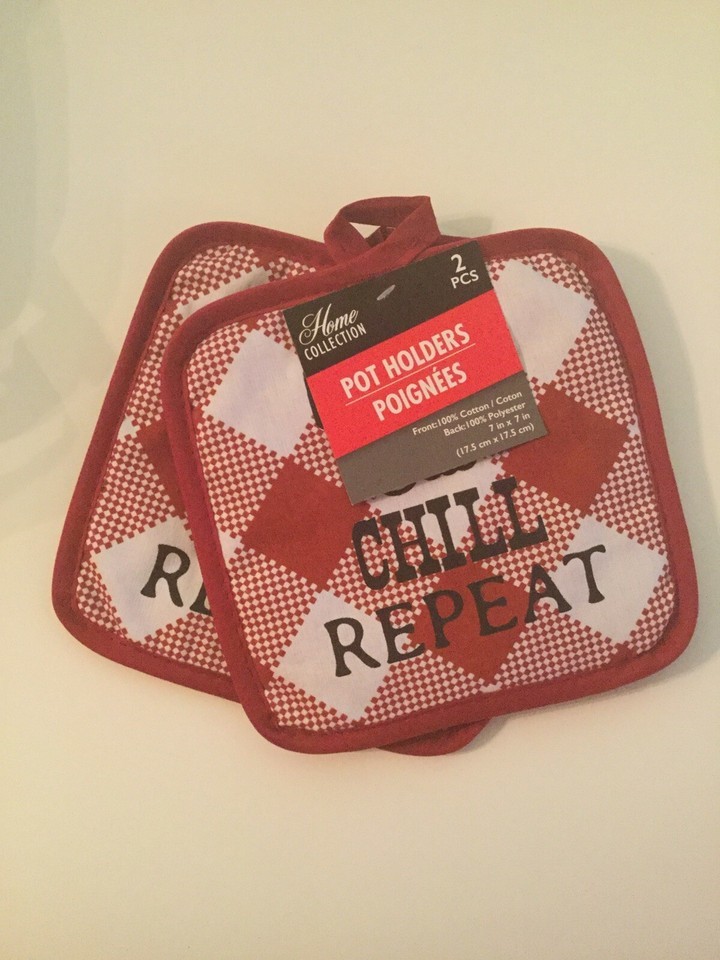 2
PCS
Home
COLLECTION
POT HOLDERS
POIGNÉES
Front:100% Cotton / Coton
Back:100% Polyester
7 in x 7 in
(17.5 cm x 17.5 cm)
CHILL
REPEAT